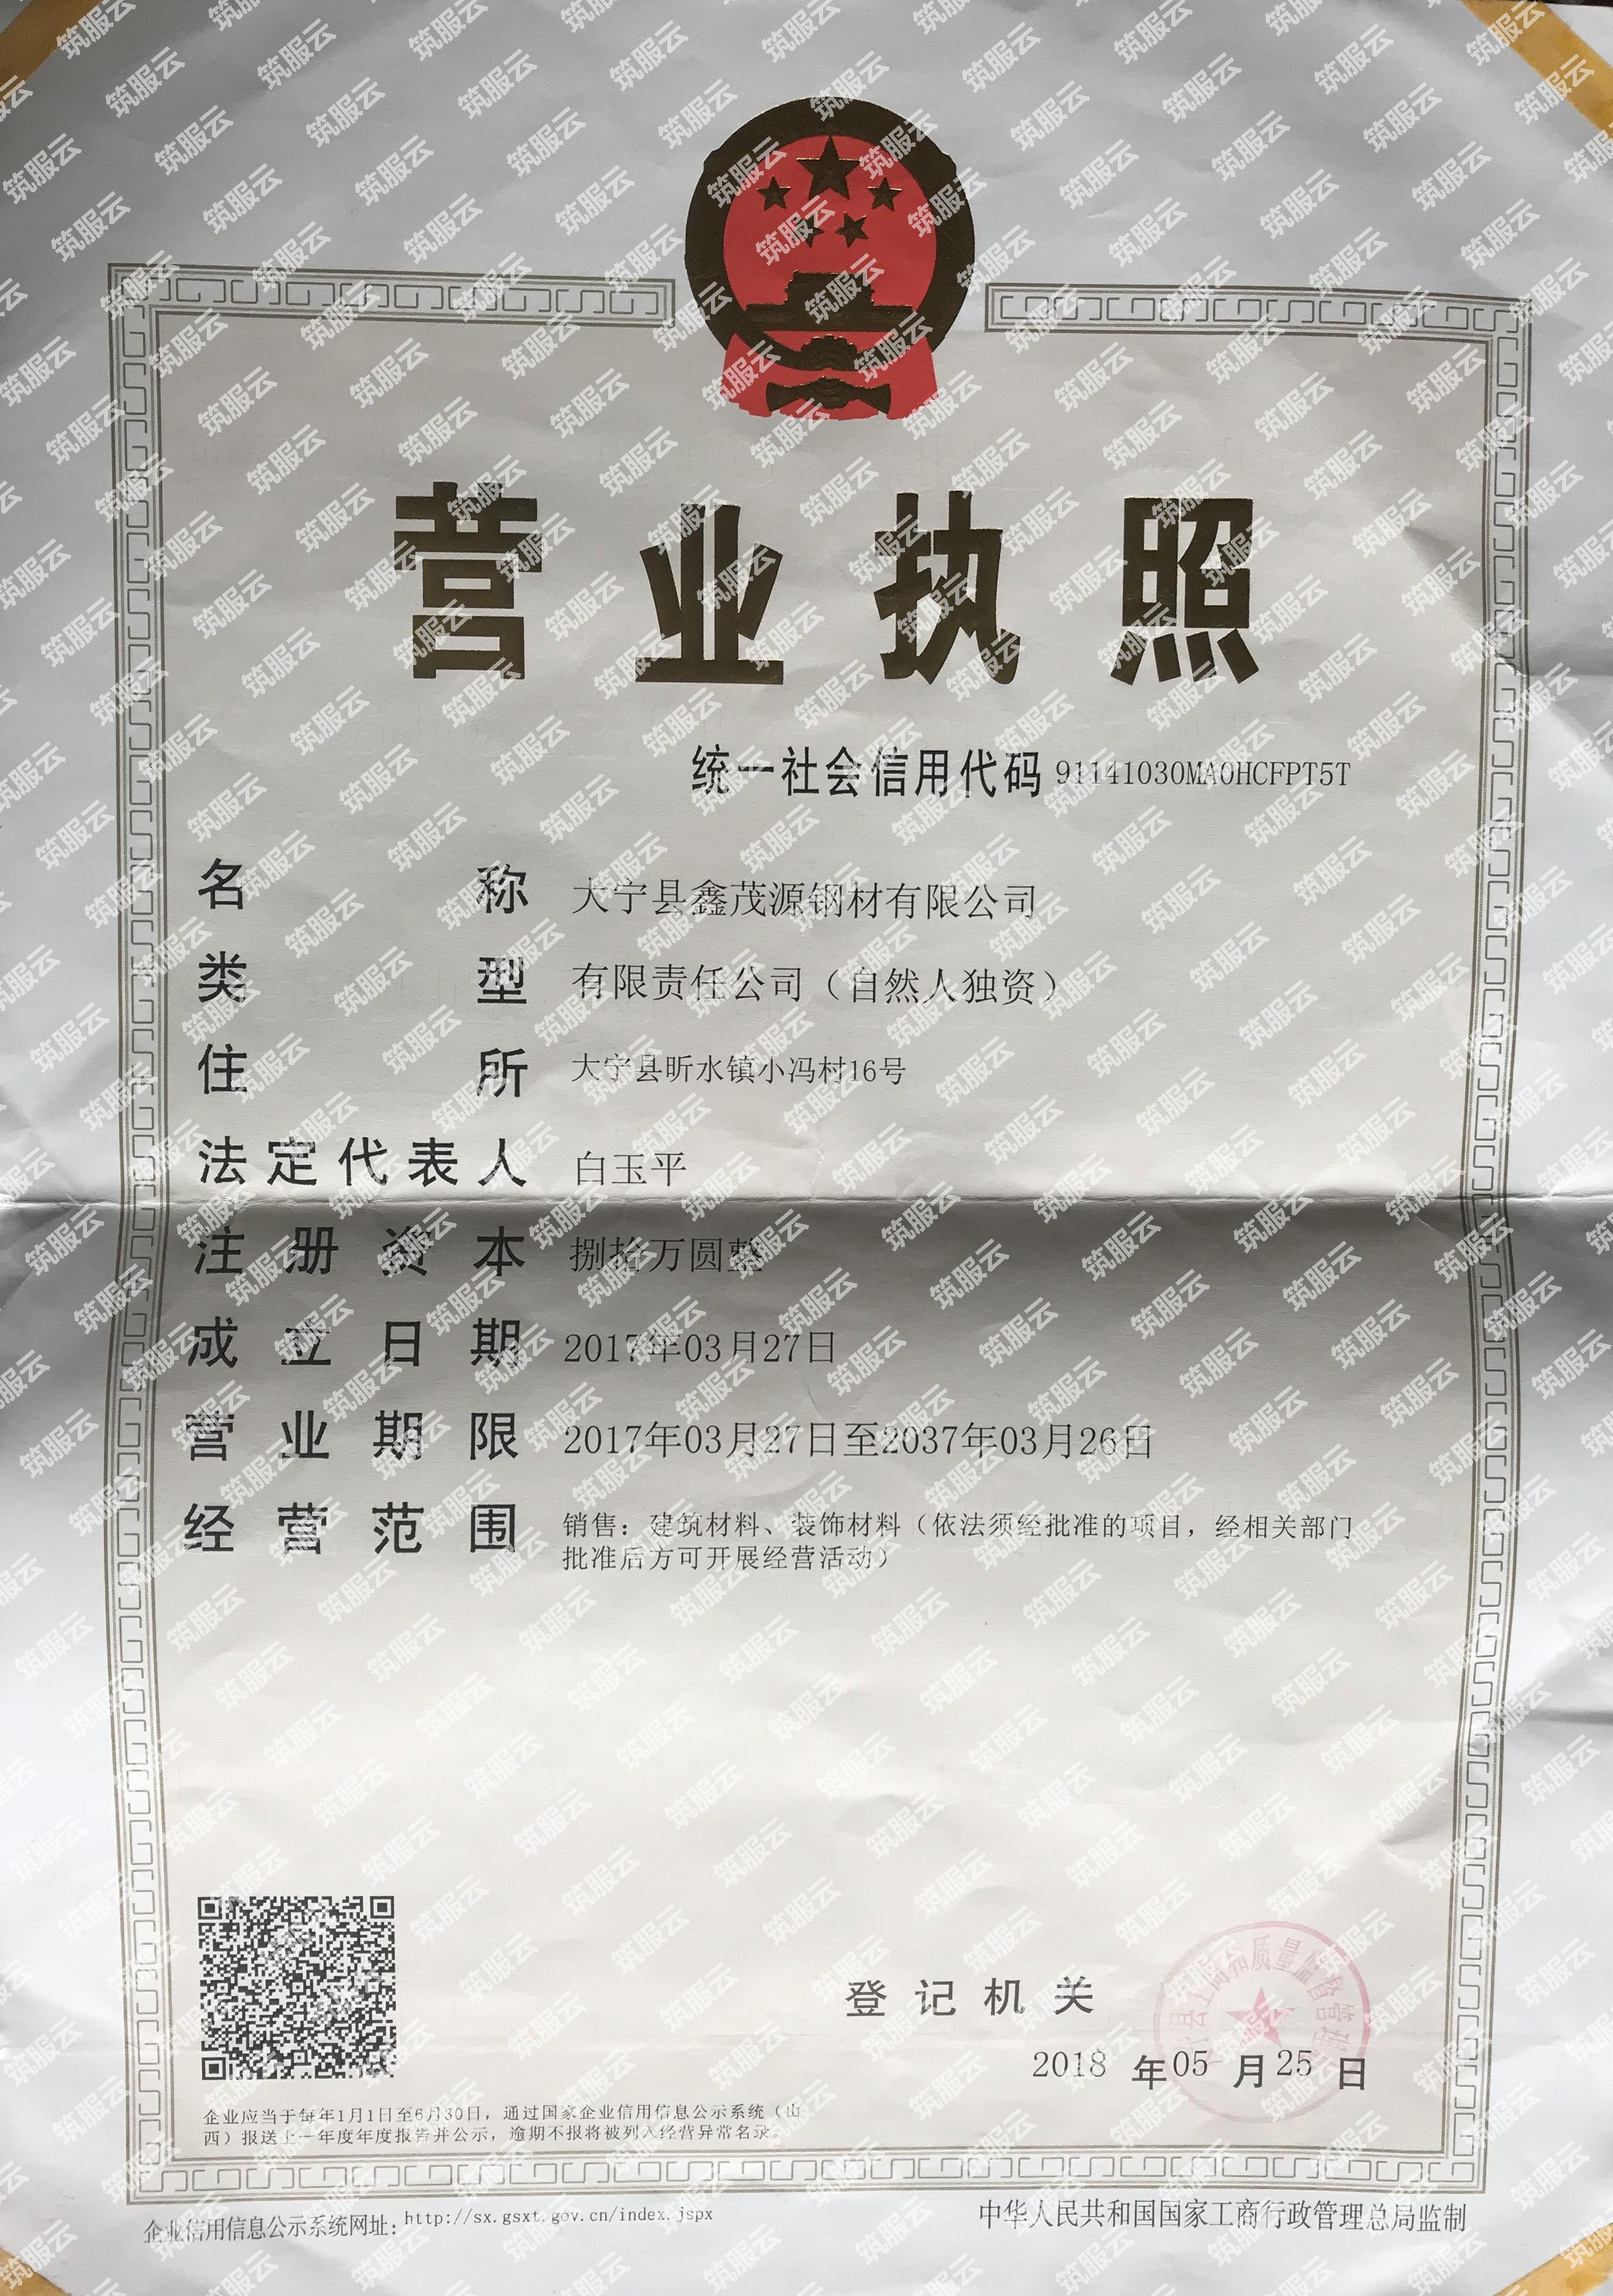 营业执照
统一社会信用代码 91141030MA0HCFPT5T
名称 大宁县鑫茂源钢材有限公司
类型 有限责任公司（自然人独资）
住所 大宁县昕水镇小冯村16号
法定代表人 白玉平
注册资本 捌拾万圆整
成立日期 2017年03月27日
营业期限 2017年03月27日至2037年03月26日
经营范围 销售：建筑材料、装饰材料（依法须经批准的项目，经相关部门
批准后方可开展经营活动）
登记机关
县工商和质量监督管理
2018 年05 月25 日
企业应当于每年1月1日至6月30日，通过国家企业信用信息公示系统（山
西）报送上一年度年度报告并公示，逾期不报将被列入经营异常名录。
企业信用信息公示系统网址：http://sx.gsxt.gov.cn/index.jspx
中华人民共和国国家工商行政管理总局监制
筑服云